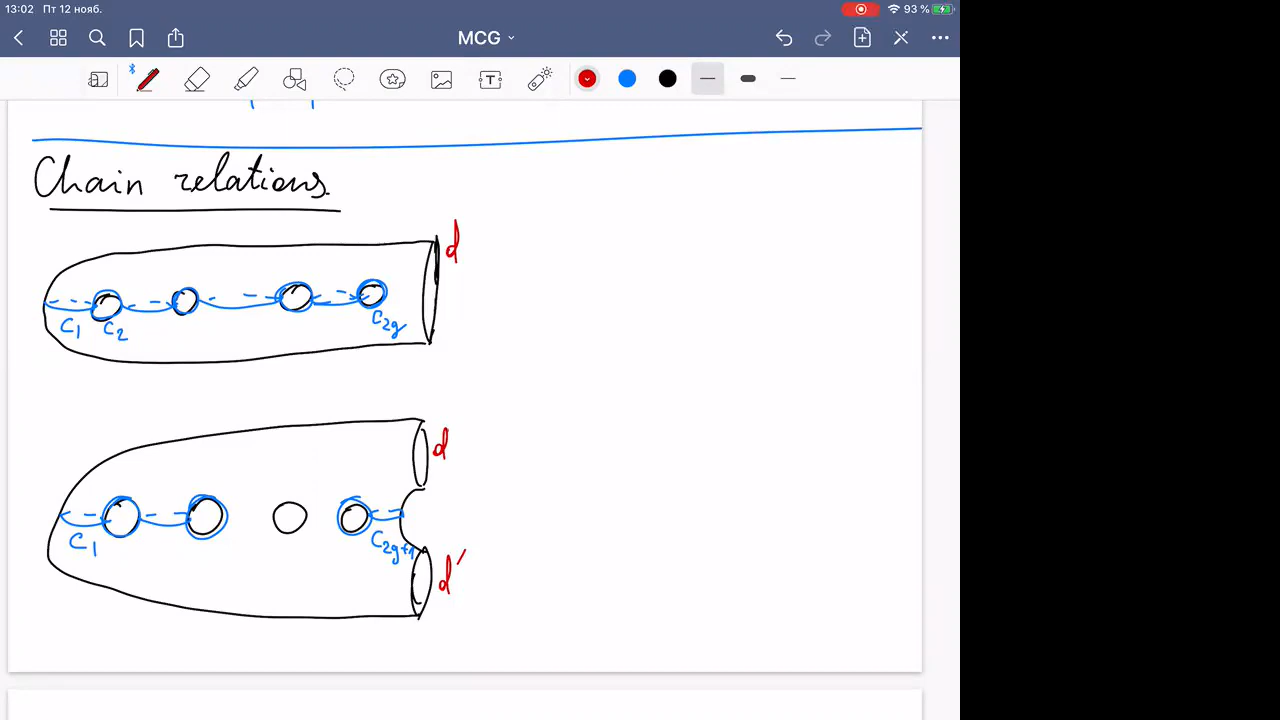 13:02 Пт 12 нояб. 93 %
MCG
T
Chain relations.
d
C1 C2 C2g
d
C1 C2g+1
d′